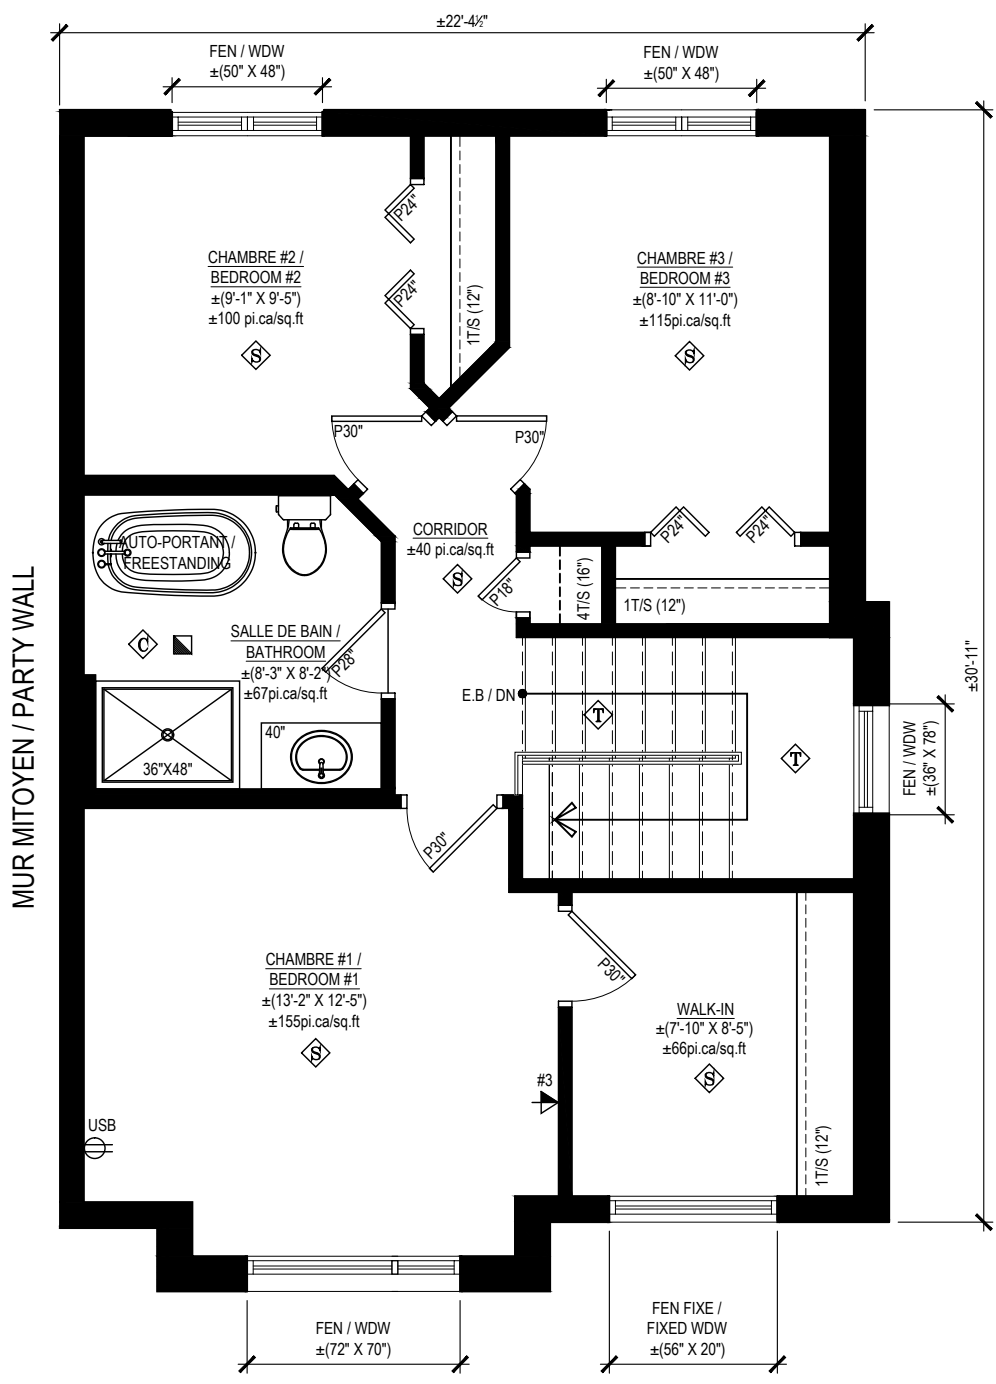 ±22'-4½"
FEN / WDW
±(50" X 48")
FEN / WDW
±(50" X 48")
P24"
P24"
1T/S (12")
CHAMBRE #2 /
BEDROOM #2
±(9'-1" X 9'-5")
±100 pi.ca/sq.ft
S
CHAMBRE #3 /
BEDROOM #3
±(8'-10" X 11'-0")
±115pi.ca/sq.ft
S
P30"
P30"
CORRIDOR
±40 pi.ca/sq.ft
S
P24"
P24"
P18"
4T/S (16")
1T/S (12")
AUTO-PORTANT /
FREESTANDING
C
SALLE DE BAIN /
BATHROOM
±(8'-3" X 8'-2"
±67pi.ca/sq.ft
P28"
36"X48"
40"
MUR MITOYEN / PARTY WALL
E.B / DN
T
T
FEN / WDW
±(36" X 78")
±30'-11"
P30"
CHAMBRE #1 /
BEDROOM #1
±(13'-2" X 12'-5")
±155pi.ca/sq.ft
S
P30"
WALK-IN
±(7'-10" X 8'-5")
±66pi.ca/sq.ft
S
#3
USB
1T/S (12")
FEN / WDW
±(72" X 70")
FEN FIXE /
FIXED WDW
±(56" X 20")